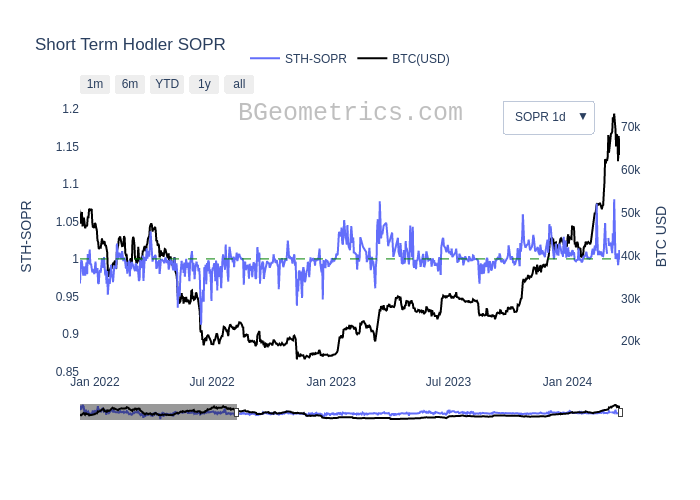 Short Term Hodler SOPR
STH-SOPR
BTC(USD)
1m
6m
YTD
1y
all
BGeometrics.com
SOPR 1d ▼
1.2
1.15
1.1
1.05
1
0.95
0.9
0.85
STH-SOPR
70k
60k
50k
40k
30k
20k
BTC USD
Jan 2022
Jul 2022
Jan 2023
Jul 2023
Jan 2024